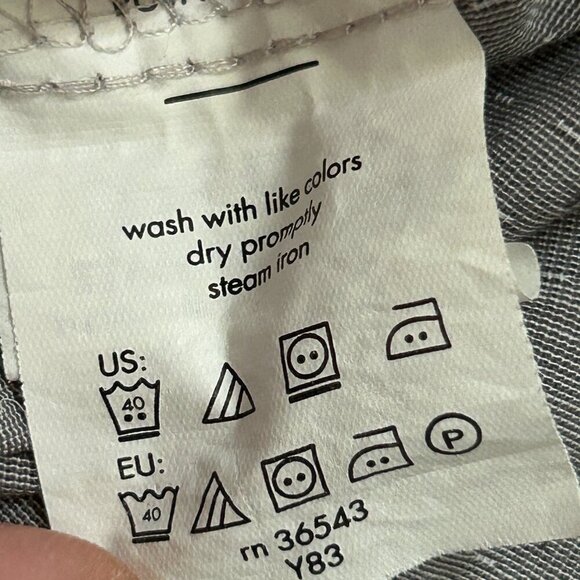 wash with like colors
dry promptly
steam iron
US:
40
EU:
40
P
rn 36543
Y83